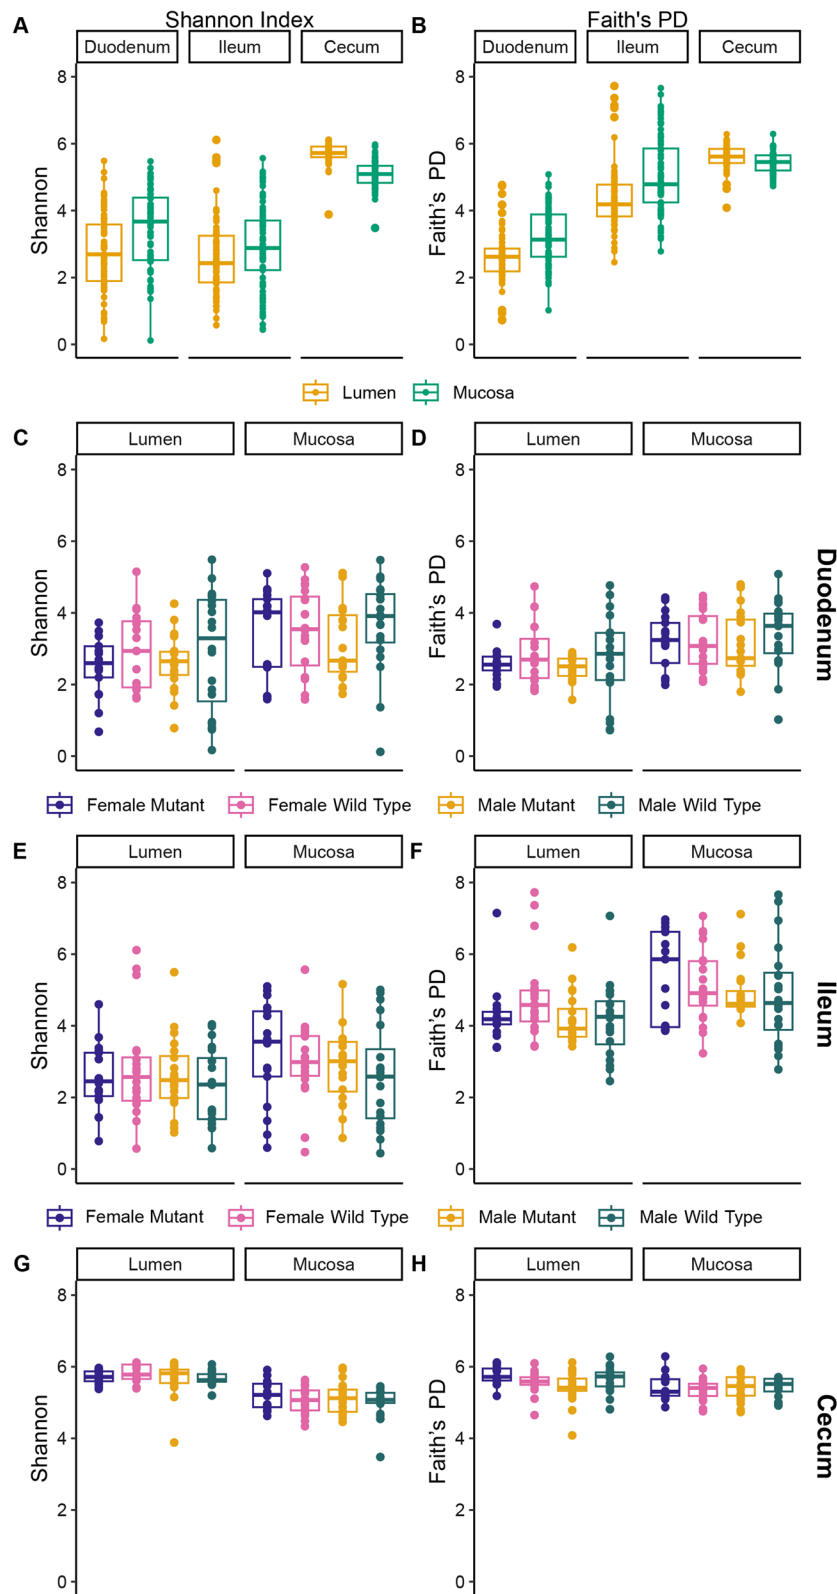 A Shannon Index B Faith's PD
Duodenum Ileum Cecum Duodenum Ileum Cecum
8 8
6 6
4 4
2 2
0 0
Shannon Faith's PD
Lumen Mucosa
C Lumen Mucosa D Lumen Mucosa
8 8
6 6
4 4
2 2
0 0
Shannon Faith's PD Duodenum
Female Mutant Female Wild Type Male Mutant Male Wild Type
E Lumen Mucosa F Lumen Mucosa
8 8
6 6
4 4
2 2
0 0
Shannon Faith's PD Ileum
Female Mutant Female Wild Type Male Mutant Male Wild Type
G Lumen Mucosa H Lumen Mucosa
8 8
6 6
4 4
2 2
0 0
Shannon Faith's PD Cecum